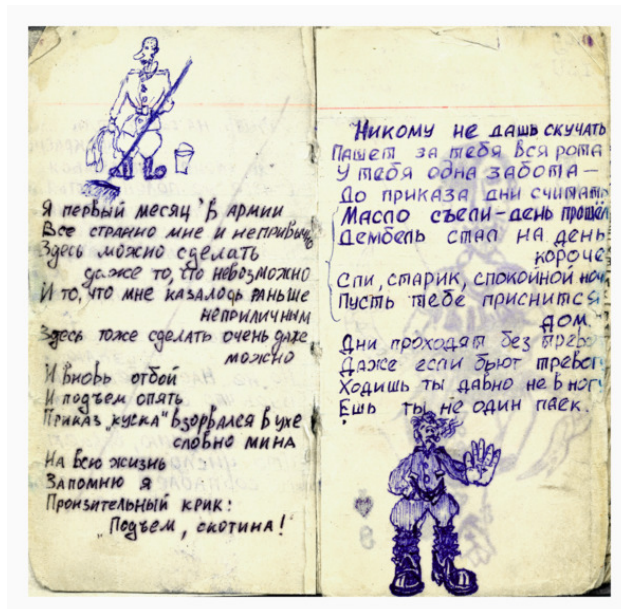 Я первый месяц в армии
Все странно мне и непривычно
Здесь можно сделать
даже то, что невозможно
И то, что мне казалось раньше
неприличным
Здесь тоже сделать очень даже
можно
И вновь отбой
И подъем опять
Приказ „куска" взорвался в ухе
словно мина
На всю жизнь
Запомню я
Пронзительный крик:
„Подъем, скотина!
Никому не дашь скучать
Пашет за тебя вся рота
У тебя одна забота —
До приказа дни считать
Масло съели – день прошел
Дембель стал на день
короче
Спи, старик, спокойной ночи
Пусть тебе приснится
дом.
Дни проходят без тревог
Даже если бьют тревогу
Ходишь ты давно не в ногу
Ешь ты не один паек.